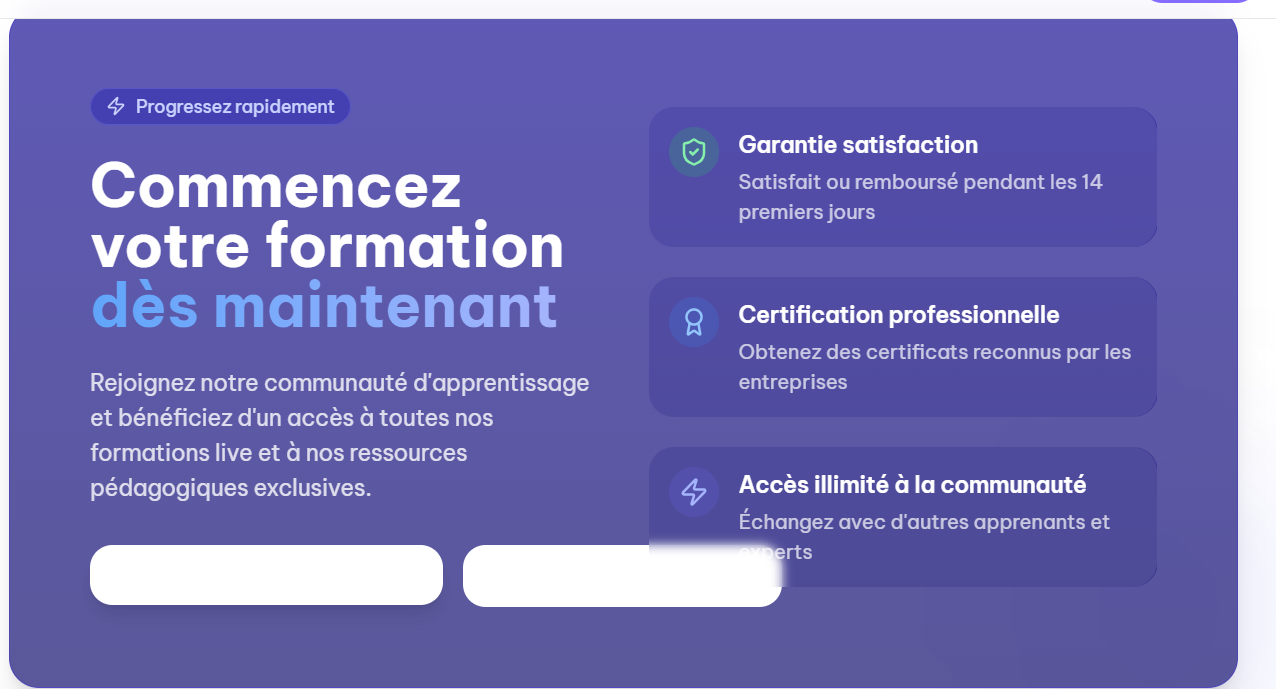 Progressez rapidement
Commencez
votre formation
dès maintenant
Rejoignez notre communauté d'apprentissage
et bénéficiez d'un accès à toutes nos
formations live et à nos ressources
pédagogiques exclusives.
Garantie satisfaction
Satisfait ou remboursé pendant les 14
premiers jours
Certification professionnelle
Obtenez des certificats reconnus par les
entreprises
Accès illimité à la communauté
Échangez avec d'autres apprenants et
experts